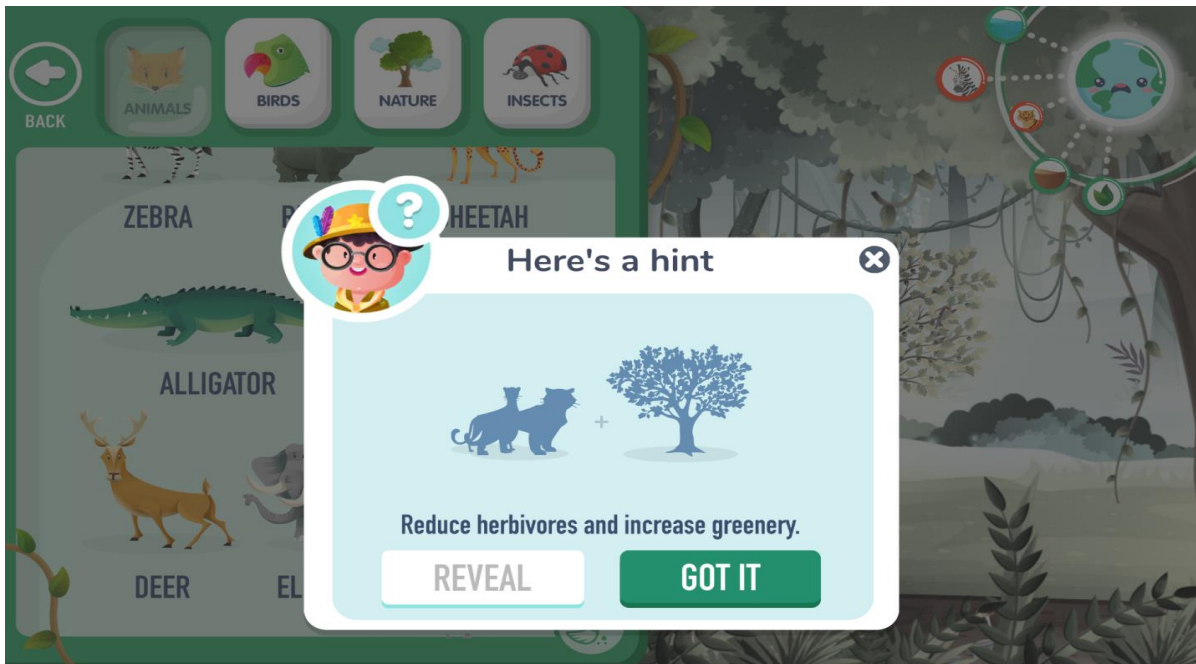 BACK
ANIMALS
BIRDS
NATURE
INSECTS
ZEBRA
HEETAH
?
Here's a hint
ALLIGATOR
+
Reduce herbivores and increase greenery.
REVEAL
GOT IT
DEER
EL